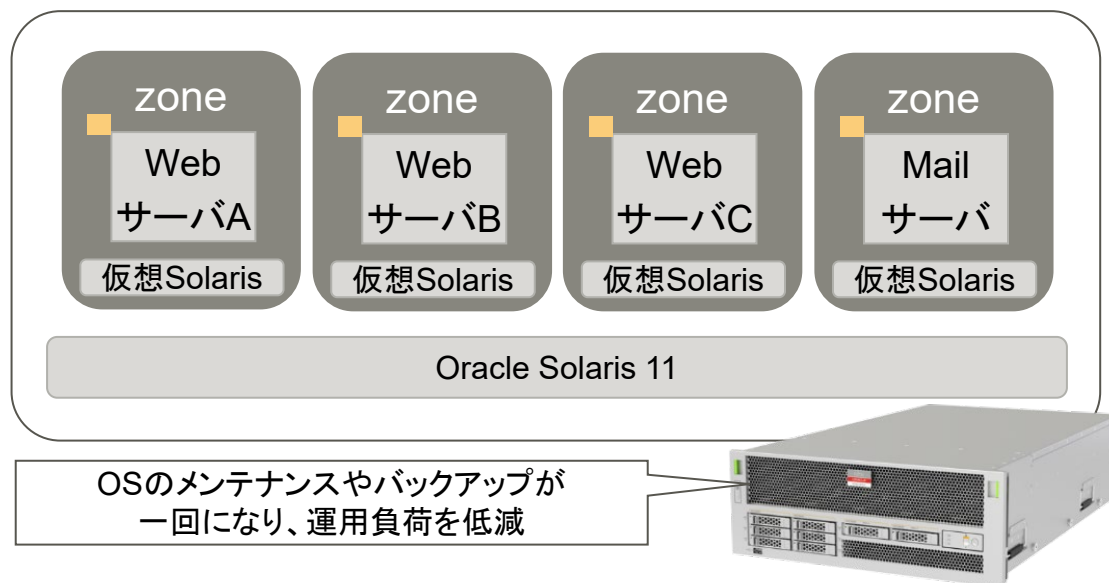 zone
Web
サーバA
仮想Solaris
zone
Web
サーバB
仮想Solaris
zone
Web
サーバC
仮想Solaris
zone
Mail
サーバ
仮想Solaris
Oracle Solaris 11
OSのメンテナンスやバックアップが
一回になり、運用負荷を低減